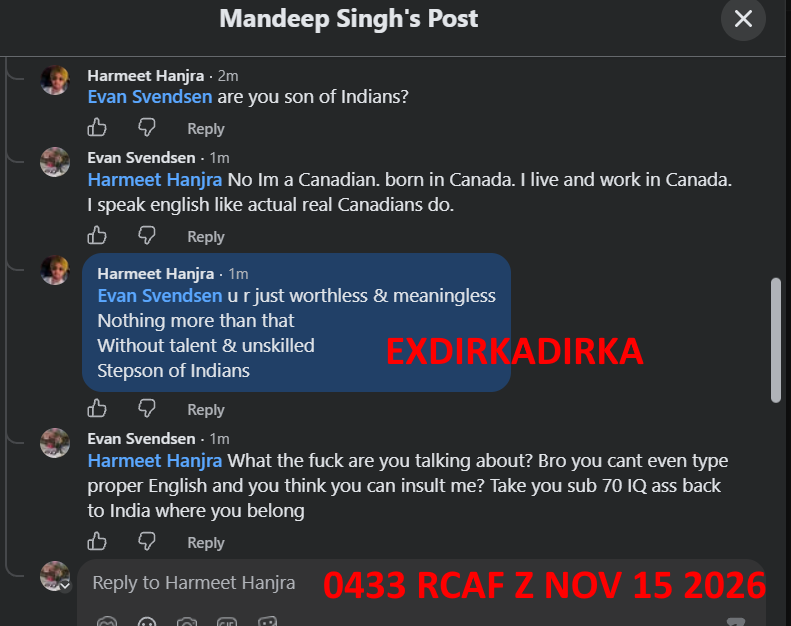 Mandeep Singh's Post
Harmeet Hanjra · 2m
Evan Svendsen are you son of Indians?
Reply
Evan Svendsen · 1m
Harmeet Hanjra No Im a Canadian. born in Canada. I live and work in Canada.
I speak english like actual real Canadians do.
Reply
Harmeet Hanjra · 1m
Evan Svendsen u r just worthless & meaningless
Nothing more than that
Without talent & unskilled
EXDIRKADIRKA
Stepson of Indians
Reply
Evan Svendsen · 1m
Harmeet Hanjra What the fuck are you talking about? Bro you cant even type
proper English and you think you can insult me? Take you sub 70 IQ ass back
to India where you belong
Reply
Reply to Harmeet Hanjra
0433 RCAF Z NOV 15 2026
GIF